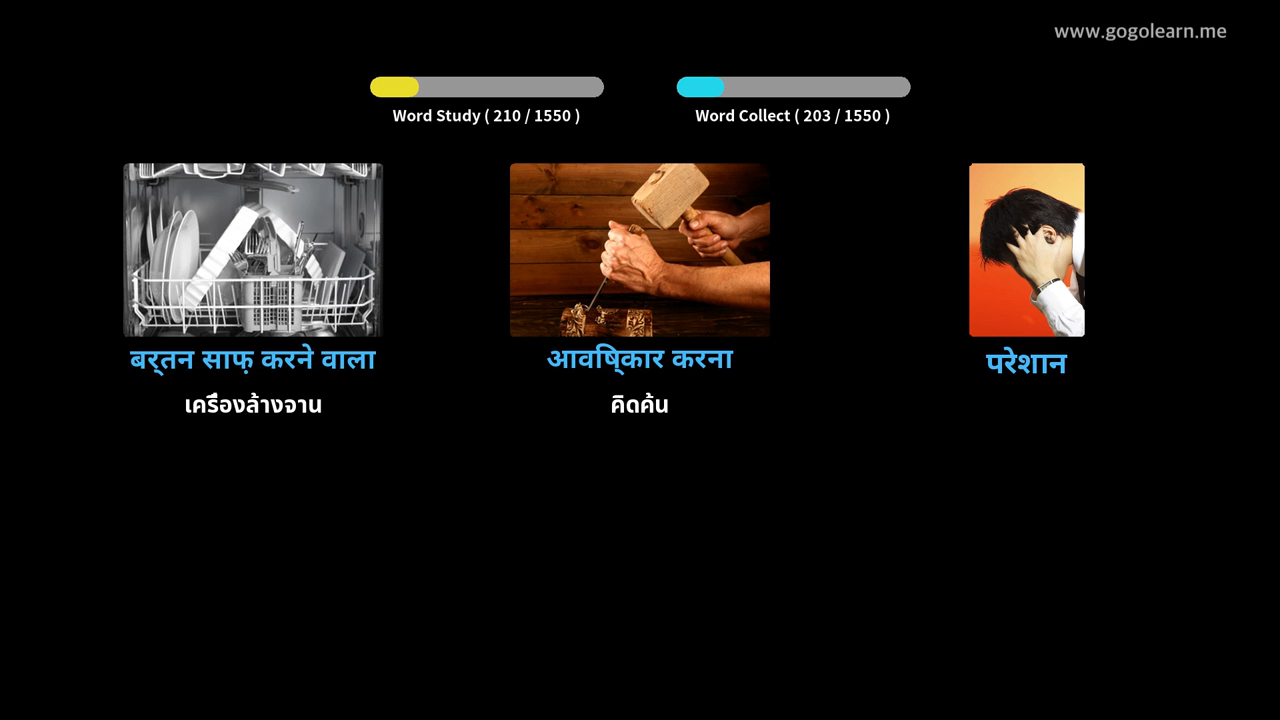 www.gogolearn.me
Word Study ( 210 / 1550 )
Word Collect ( 203 / 1550 )
बर्तन साफ़ करने वाला
आविष्कार करना
परेशान
เครื่องล้างจาน
คิดค้น